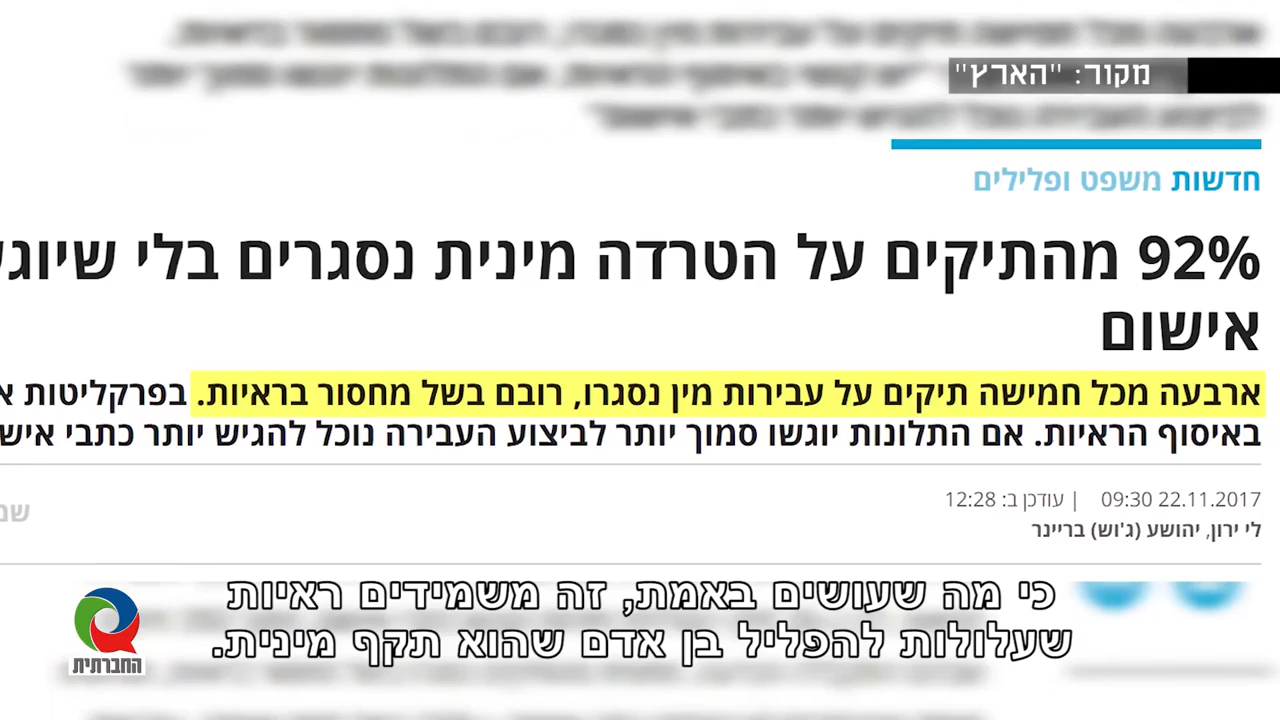 מקור: "הארץ"
חדשות משפט ופלילים
92% מהתיקים על הטרדה מינית נסגרים בלי
אישום
ארבעה מכל חמישה תיקים על עבירות מין נסגרו, רובם בשל מחסור בראיות. בפרקליטות
באיסוף הראיות. אם התלונות יוגשו סמוך יותר לביצוע העבירה נוכל להגיש יותר כתבי
22.11.2017 09:30 | עודכן ב: 12:28
לי ירון, יהושע (ג'וש) בריינר
כי מה שעושים באמת, זה משמידים ראיות
שעלולות להפליל בן אדם שהוא תקף מינית.
החברתית